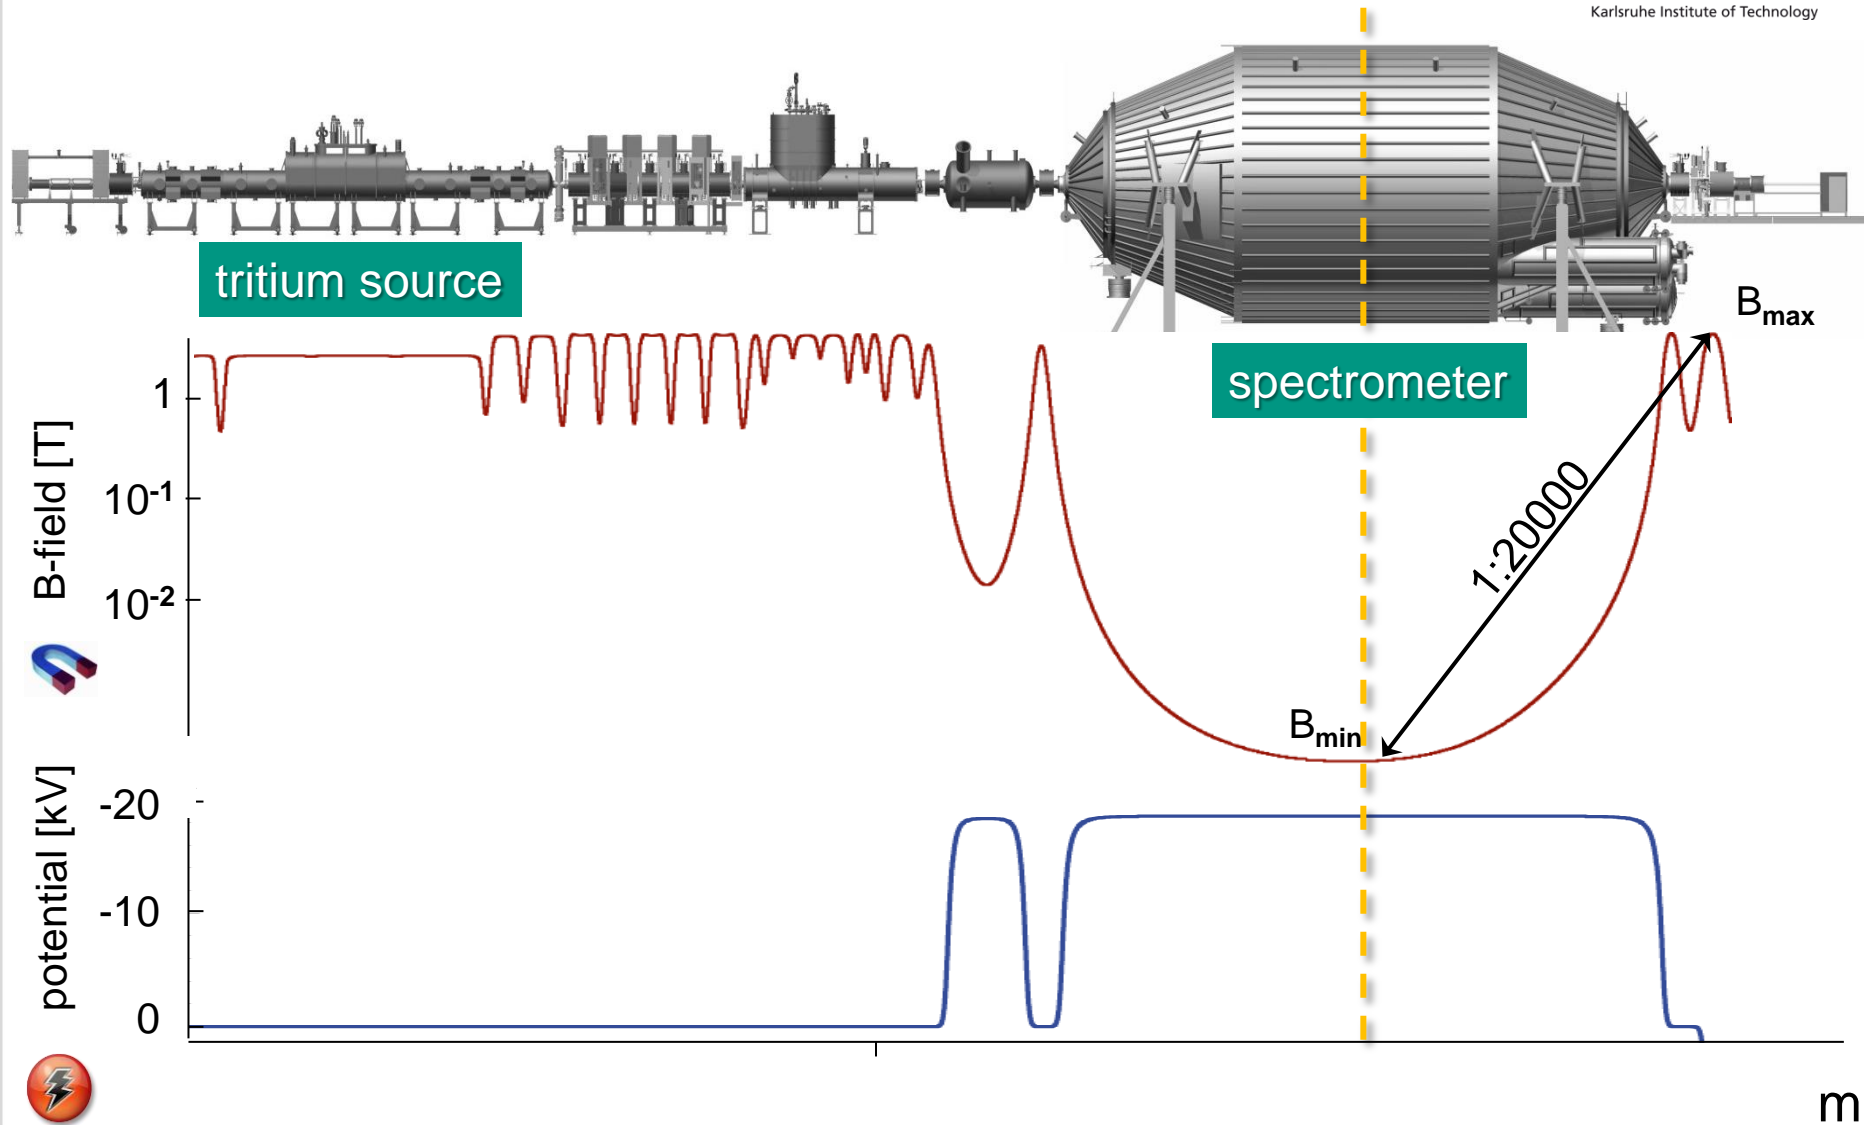 Karlsruhe Institute of Technology
tritium source
Bmax
spectrometer
1
B-field [T]
10-1
1:20000
10-2
Bmin
potential [kV]
-20
-10
0
m